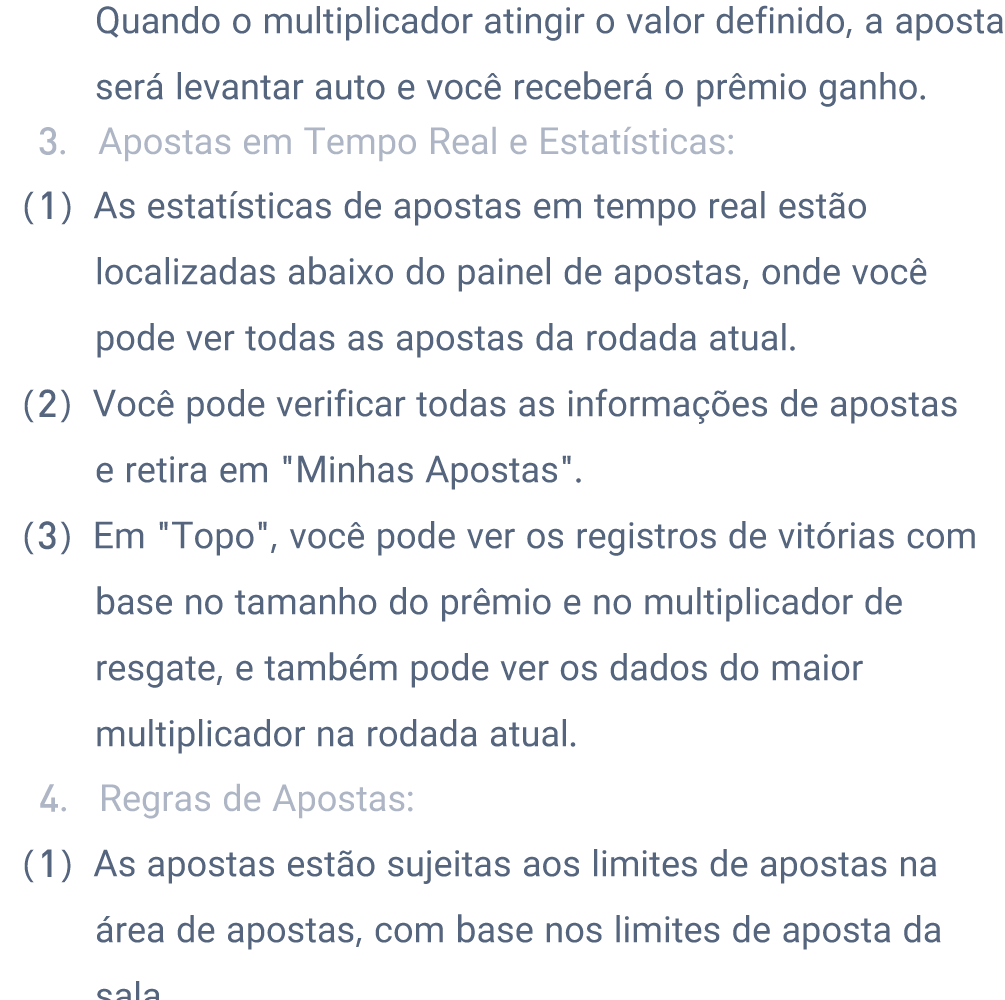 Quando o multiplicador atingir o valor definido, a aposta
será levantar auto e você receberá o prêmio ganho.
3. Apostas em Tempo Real e Estatísticas:
(1) As estatísticas de apostas em tempo real estão
localizadas abaixo do painel de apostas, onde você
pode ver todas as apostas da rodada atual.
(2) Você pode verificar todas as informações de apostas
e retira em "Minhas Apostas".
(3) Em "Topo", você pode ver os registros de vitórias com
base no tamanho do prêmio e no multiplicador de
resgate, e também pode ver os dados do maior
multiplicador na rodada atual.
4. Regras de Apostas:
(1) As apostas estão sujeitas aos limites de apostas na
área de apostas, com base nos limites de aposta da
sala